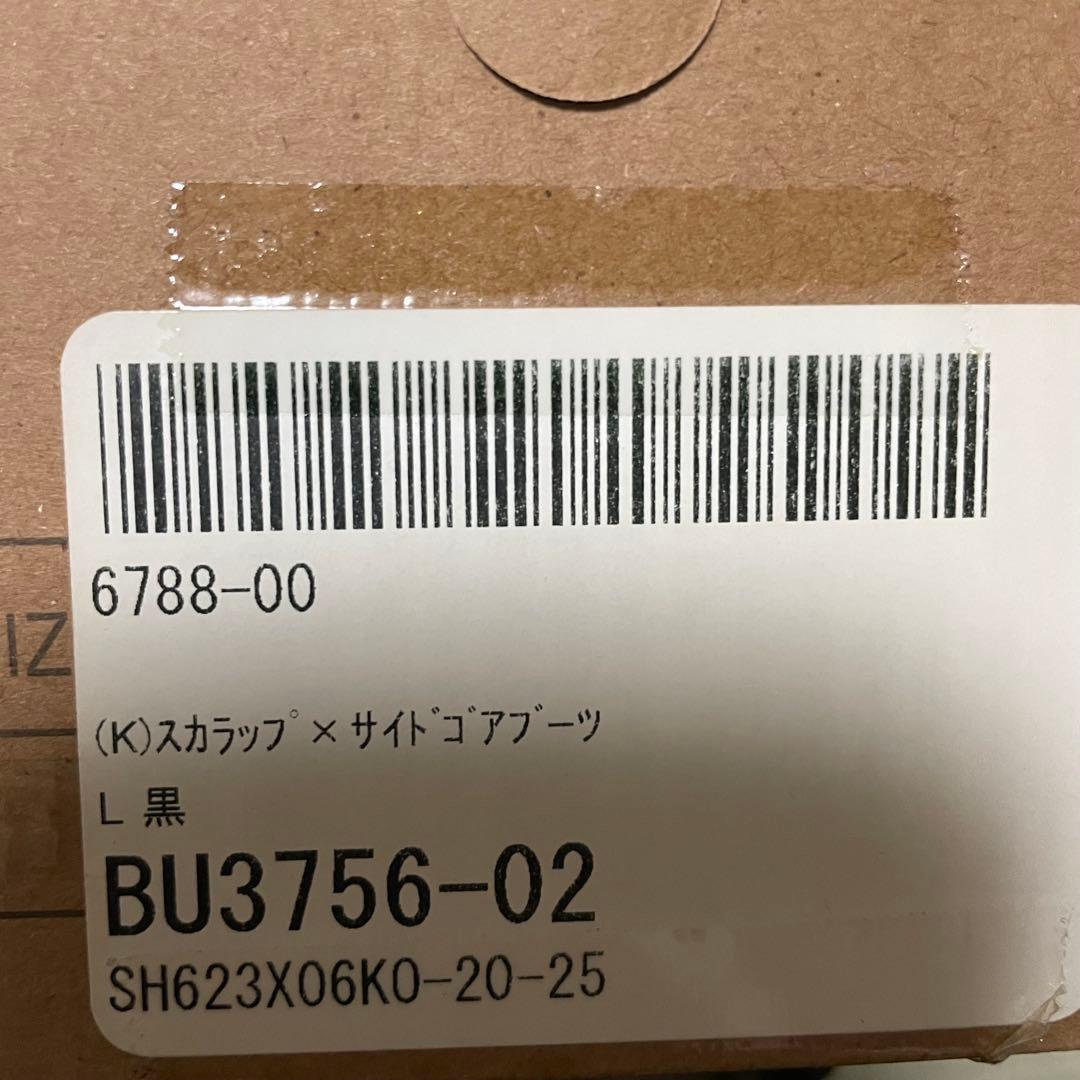 6788-00
IZ
(K)スカラップ×サイドゴアブーツ
L 黒
BU3756-02
SH623X06K0-20-25